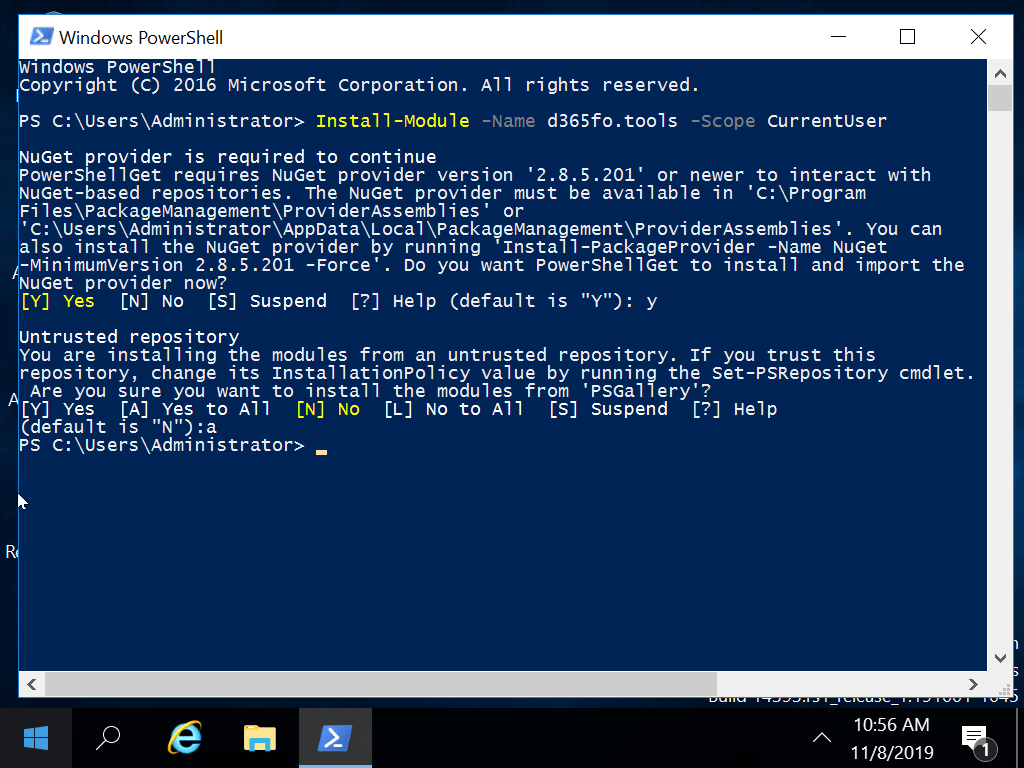 Windows PowerShell
Windows PowerShell
Copyright (C) 2016 Microsoft Corporation. All rights reserved.
PS C:\Users\Administrator> Install-Module -Name d365fo.tools -Scope CurrentUser
NuGet provider is required to continue
PowerShellGet requires NuGet provider version '2.8.5.201' or newer to interact with
NuGet-based repositories. The NuGet provider must be available in 'C:\Program
Files\PackageManagement\ProviderAssemblies' or
'C:\Users\Administrator\AppData\Local\PackageManagement\ProviderAssemblies'. You can
also install the NuGet provider by running 'Install-PackageProvider -Name NuGet
-MinimumVersion 2.8.5.201 -Force'. Do you want PowerShellGet to install and import the
NuGet provider now?
[Y] Yes  [N] No  [S] Suspend  [?] Help (default is "Y"): y
Untrusted repository
You are installing the modules from an untrusted repository. If you trust this
repository, change its InstallationPolicy value by running the Set-PSRepository cmdlet.
Are you sure you want to install the modules from 'PSGallery'?
[Y] Yes  [A] Yes to All  [N] No  [L] No to All  [S] Suspend  [?] Help
(default is "N"):a
PS C:\Users\Administrator>
10:56 AM
11/8/2019
1